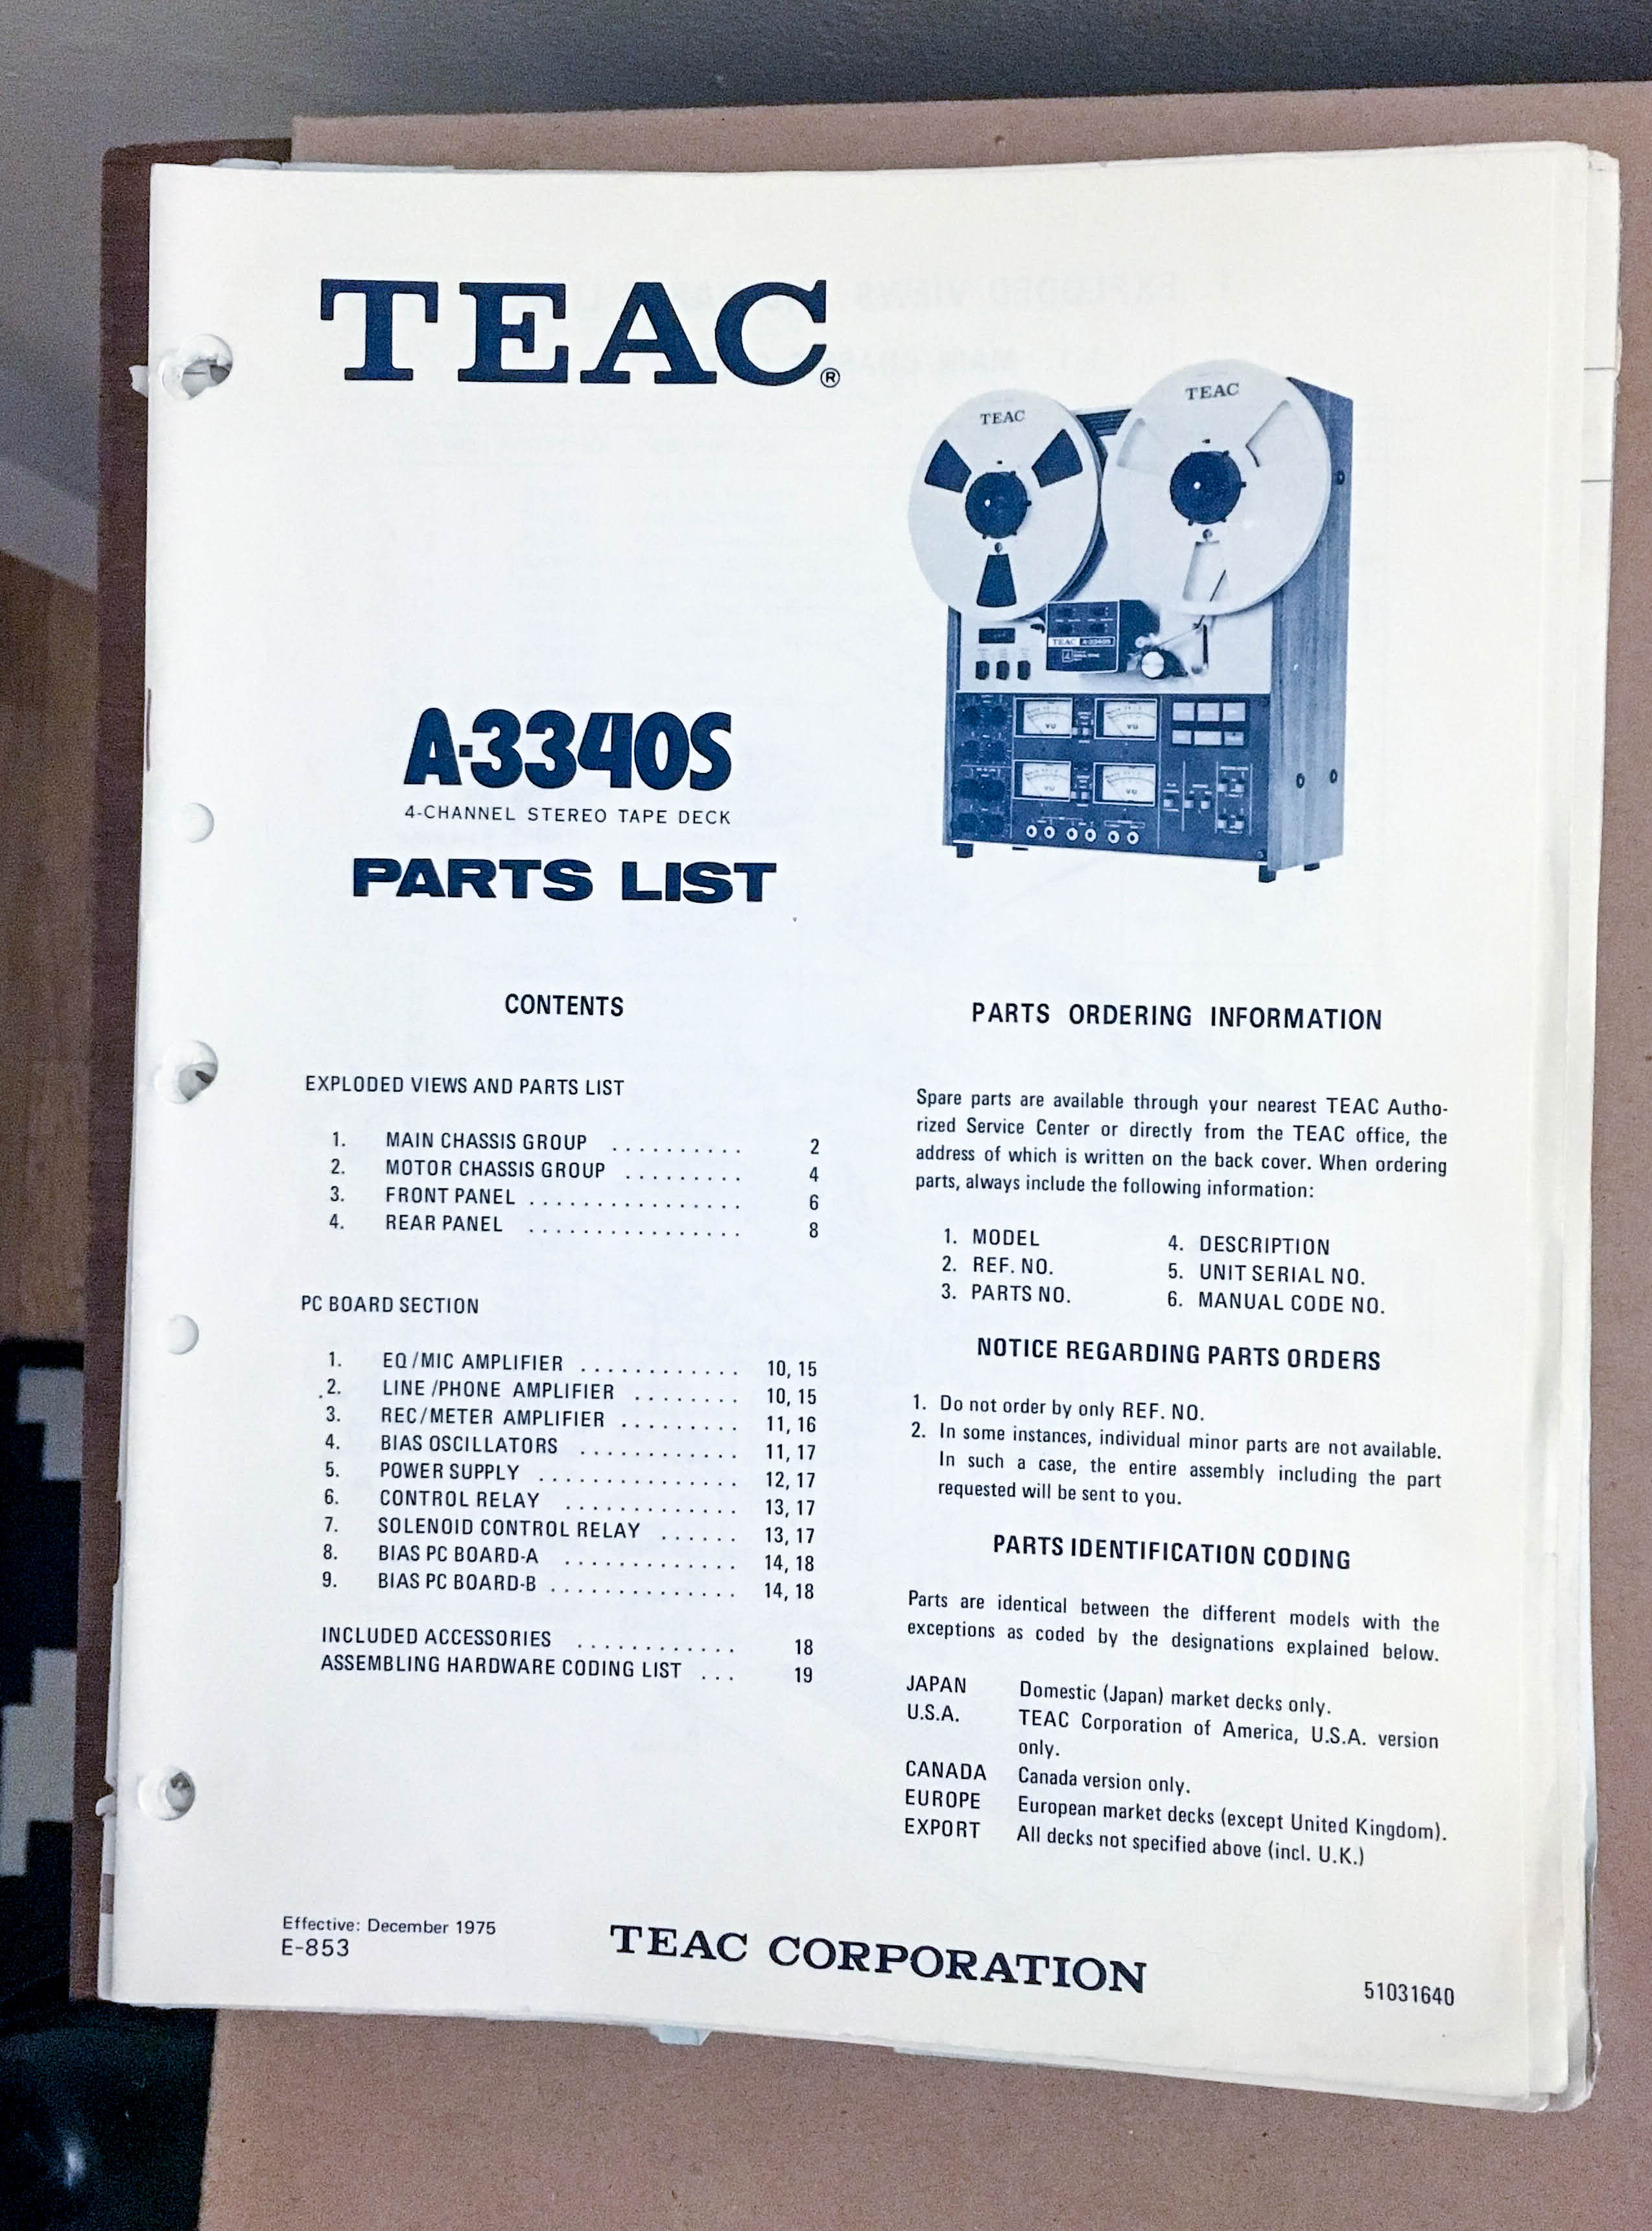 TEAC®
TEAC
TEAC
TEAC A-3340S
VU
VU
VU
VU
A-3340S
4-CHANNEL STEREO TAPE DECK
PARTS LIST
CONTENTS
EXPLODED VIEWS AND PARTS LIST
1. MAIN CHASSIS GROUP .......... 2
2. MOTOR CHASSIS GROUP ......... 4
3. FRONT PANEL ................ 6
4. REAR PANEL ................ 8
PC BOARD SECTION
1. EQ/MIC AMPLIFIER ............ 10, 15
2. LINE/PHONE AMPLIFIER ........ 10, 15
3. REC/METER AMPLIFIER ......... 11, 16
4. BIAS OSCILLATORS ............ 11, 17
5. POWER SUPPLY ............... 12, 17
6. CONTROL RELAY ............. 13, 17
7. SOLENOID CONTROL RELAY ...... 13, 17
8. BIAS PC BOARD-A ............. 14, 18
9. BIAS PC BOARD-B .............. 14, 18
INCLUDED ACCESSORIES ............ 18
ASSEMBLING HARDWARE CODING LIST ... 19
PARTS ORDERING INFORMATION
Spare parts are available through your nearest TEAC Autho-
rized Service Center or directly from the TEAC office, the
address of which is written on the back cover. When ordering
parts, always include the following information:
1. MODEL
2. REF. NO.
3. PARTS NO.
4. DESCRIPTION
5. UNIT SERIAL NO.
6. MANUAL CODE NO.
NOTICE REGARDING PARTS ORDERS
1. Do not order by only REF. NO.
2. In some instances, individual minor parts are not available.
In such a case, the entire assembly including the part
requested will be sent to you.
PARTS IDENTIFICATION CODING
Parts are identical between the different models with the
exceptions as coded by the designations explained below.
JAPAN Domestic (Japan) market decks only.
U.S.A. TEAC Corporation of America, U.S.A. version
only.
CANADA Canada version only.
EUROPE European market decks (except United Kingdom).
EXPORT All decks not specified above (incl. U.K.)
Effective: December 1975
E-853
TEAC CORPORATION
51031640